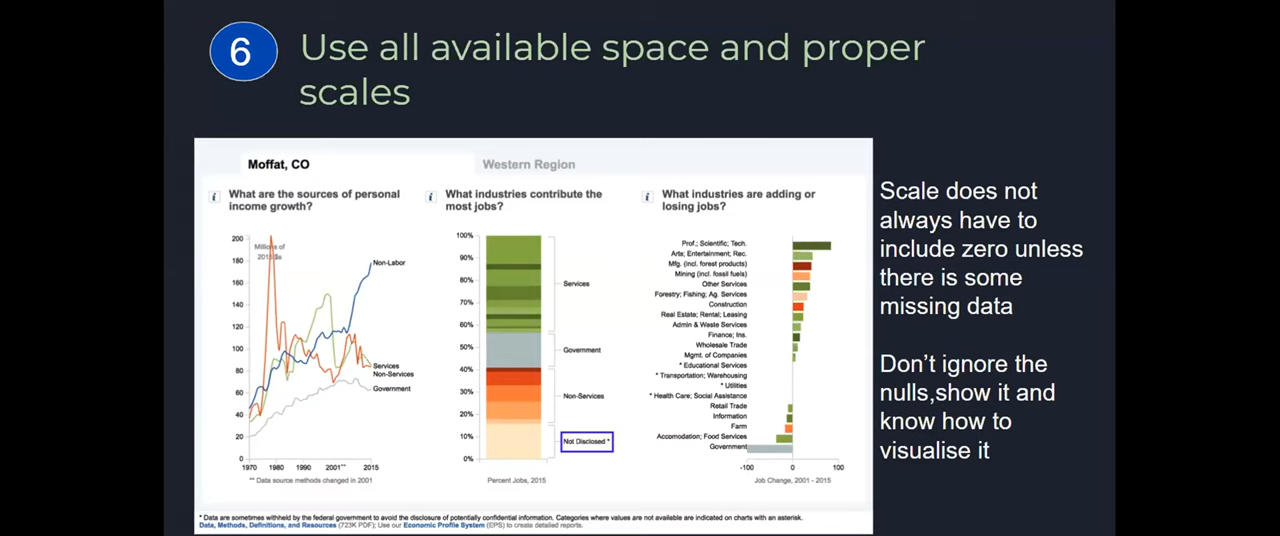 6
Use all available space and proper
scales
Moffat, CO
Western Region
i
What are the sources of personal
income growth?
200
180
160
140
120
100
80
60
40
20
0
Millions of
2015 $s
Non-Labor
Services
Non-Services
Government
1970
1980
1990
2001**
2015
** Data source methods changed in 2001
i
What industries contribute the
most jobs?
100%
90%
80%
70%
60%
50%
40%
30%
20%
10%
0%
Services
Government
Non-Services
Not Disclosed *
Percent Jobs, 2015
i
What industries are adding or
losing jobs?
Prof.; Scientific; Tech.
Arts; Entertainment; Rec.
Mfg. (incl. forest products)
Mining (incl. fossil fuels)
Other Services
Forestry; Fishing; Ag. Services
Construction
Real Estate; Rental; Leasing
Admin & Waste Services
Finance; Ins.
Wholesale Trade
Mgmt. of Companies
* Educational Services
* Transportation; Warehousing
* Utilities
* Health Care; Social Assistance
Retail Trade
Information
Farm
Accomodation; Food Services
Government
-100
0
100
Job Change, 2001 - 2015
* Data are sometimes withheld by the federal government to avoid the disclosure of potentially confidential information. Categories where values are not available are indicated on charts with an asterisk.
Data, Methods, Definitions, and Resources (723K PDF); Use our Economic Profile System (EPS) to create detailed reports.
Scale does not
always have to
include zero unless
there is some
missing data
Don't ignore the
nulls,show it and
know how to
visualise it